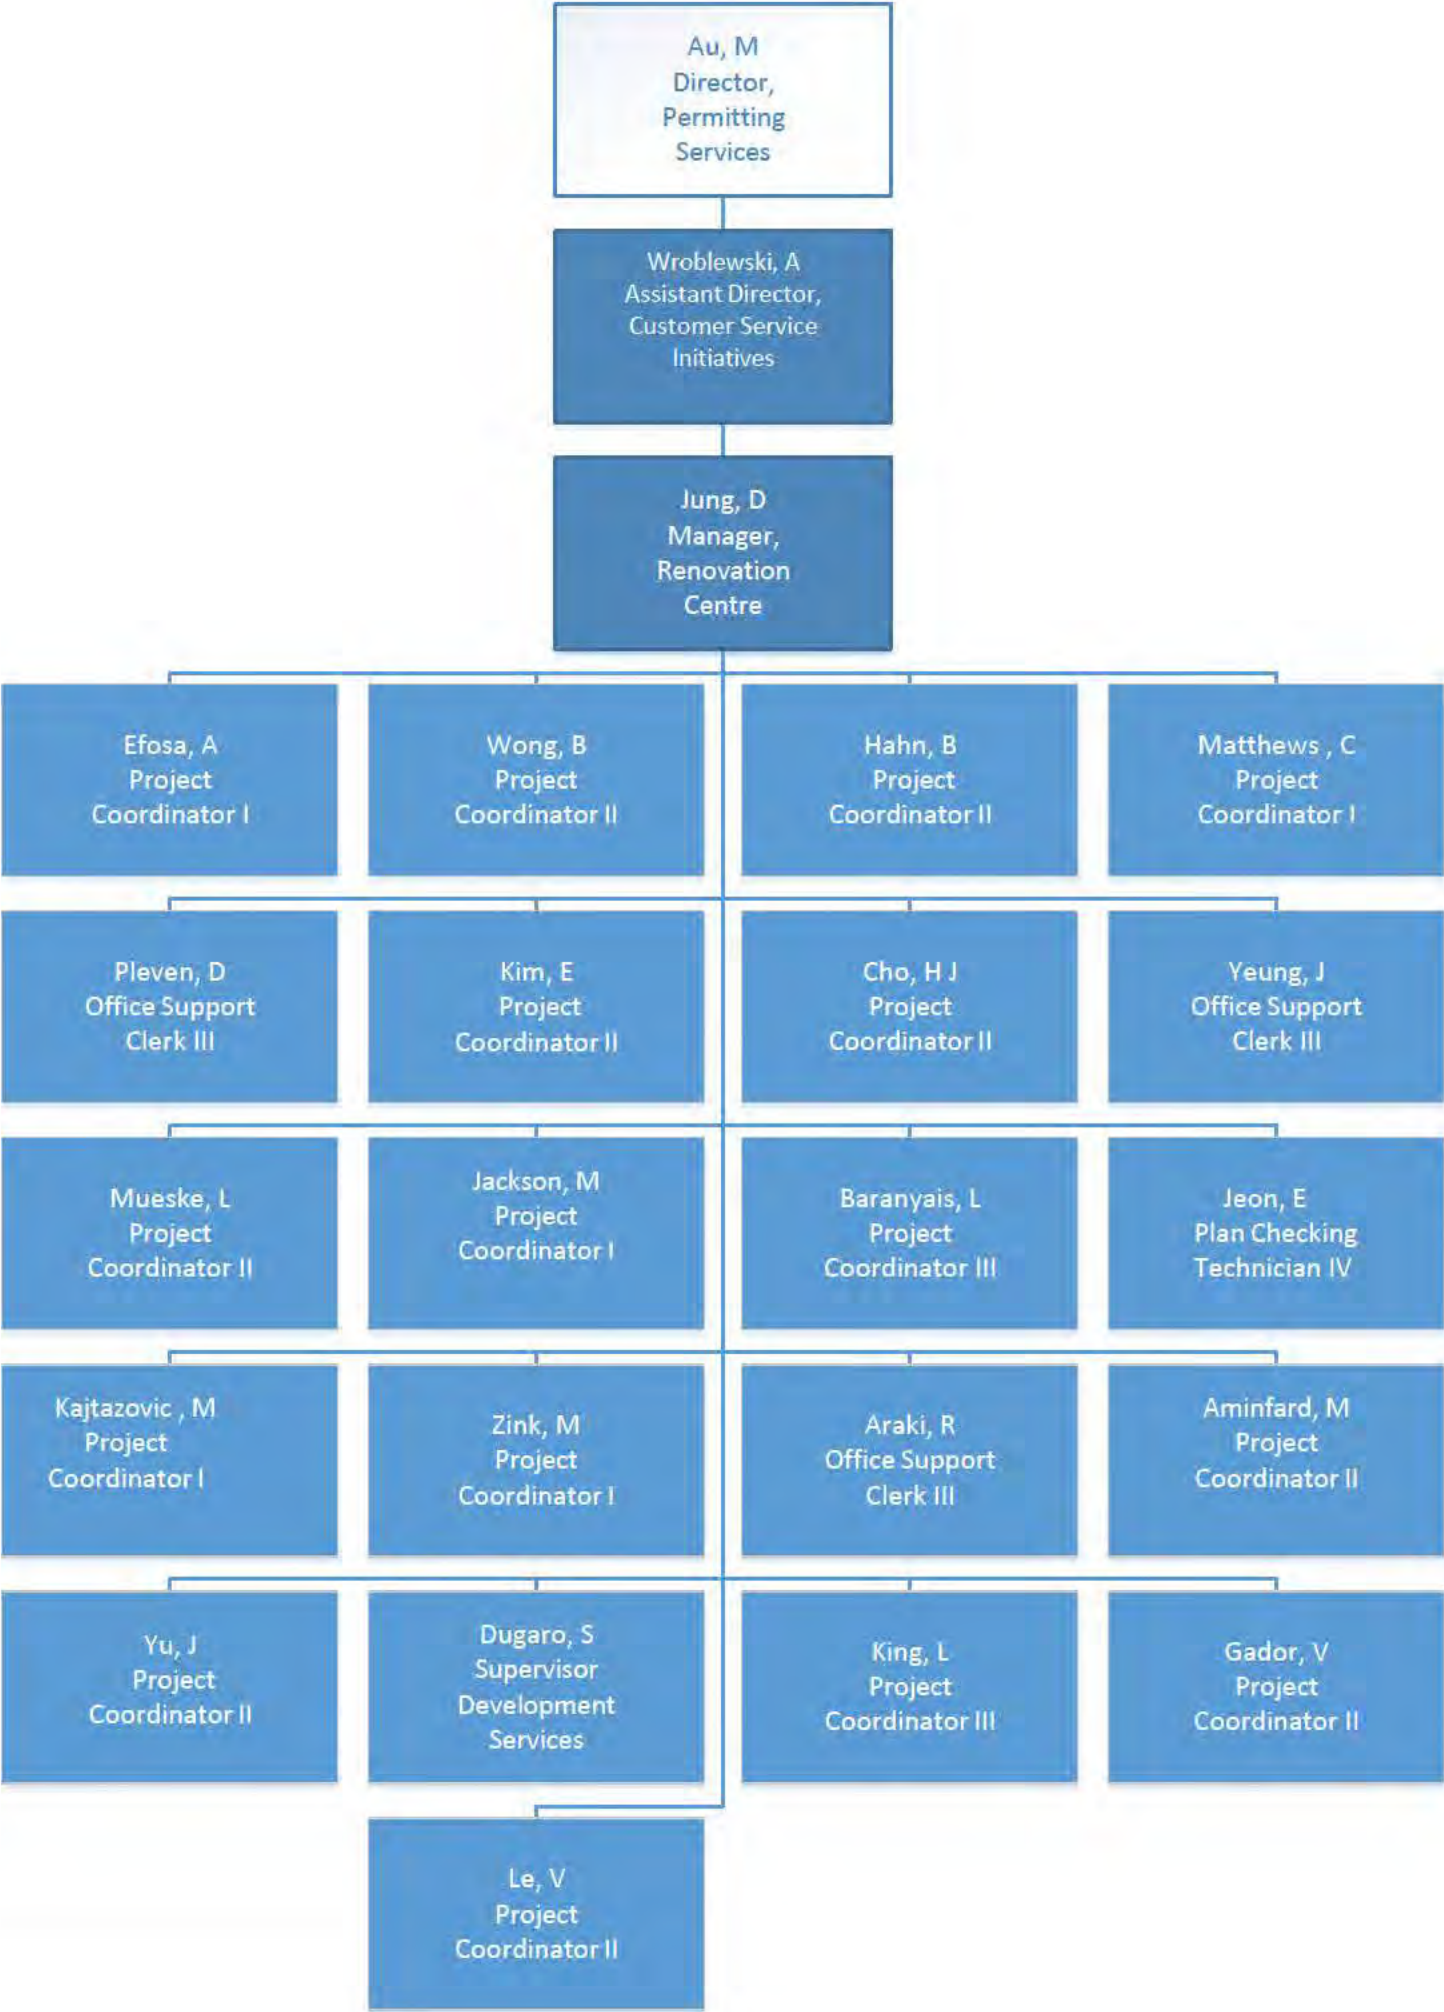 Au, M
Director,
Permitting
Services
Wroblewski, A
Assistant Director,
Customer Service
Initiatives
Jung, D
Manager,
Renovation
Centre
Efosa, A
Project
Coordinator I
Wong, B
Project
Coordinator II
Hahn, B
Project
Coordinator II
Matthews , C
Project
Coordinator I
Pleven, D
Office Support
Clerk III
Kim, E
Project
Coordinator II
Cho, H J
Project
Coordinator II
Yeung, J
Office Support
Clerk III
Mueske, L
Project
Coordinator II
Jackson, M
Project
Coordinator I
Baranyais, L
Project
Coordinator III
Jeon, E
Plan Checking
Technician IV
Kajtazovic , M
Project
Coordinator I
Zink, M
Project
Coordinator I
Araki, R
Office Support
Clerk III
Aminfard, M
Project
Coordinator II
Yu, J
Project
Coordinator II
Dugaro, S
Supervisor
Development
Services
King, L
Project
Coordinator III
Gador, V
Project
Coordinator II
Le, V
Project
Coordinator II